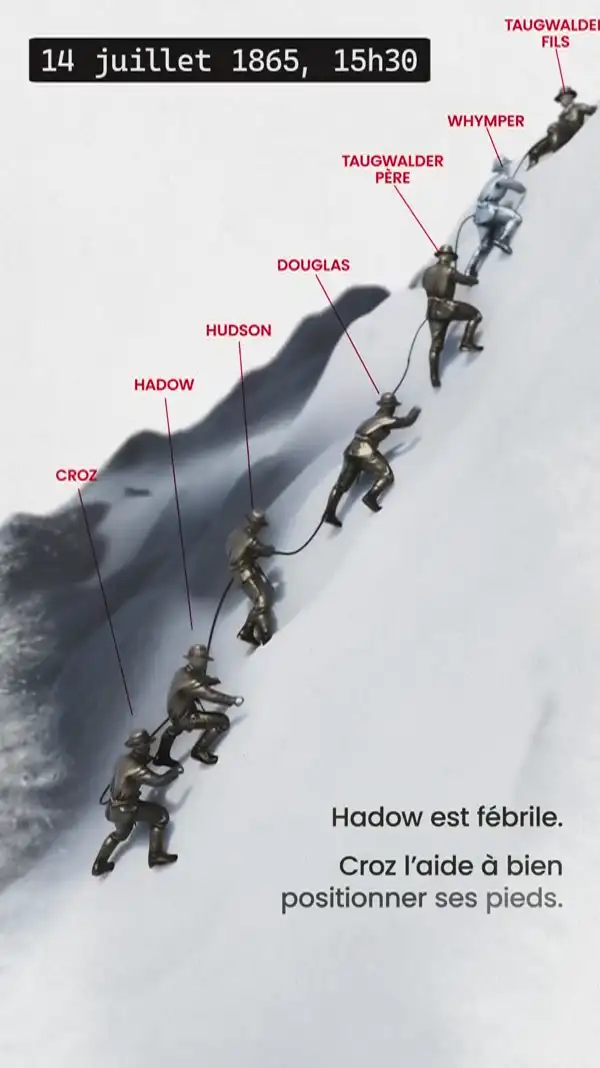 14 juillet 1865, 15h30
TAUGWALDE
FILS
WHYMPER
TAUGWALDER
PÈRE
DOUGLAS
HUDSON
HADOW
CROZ
Hadow est fébrile.
Croz l’aide à bien
positionner ses pieds.